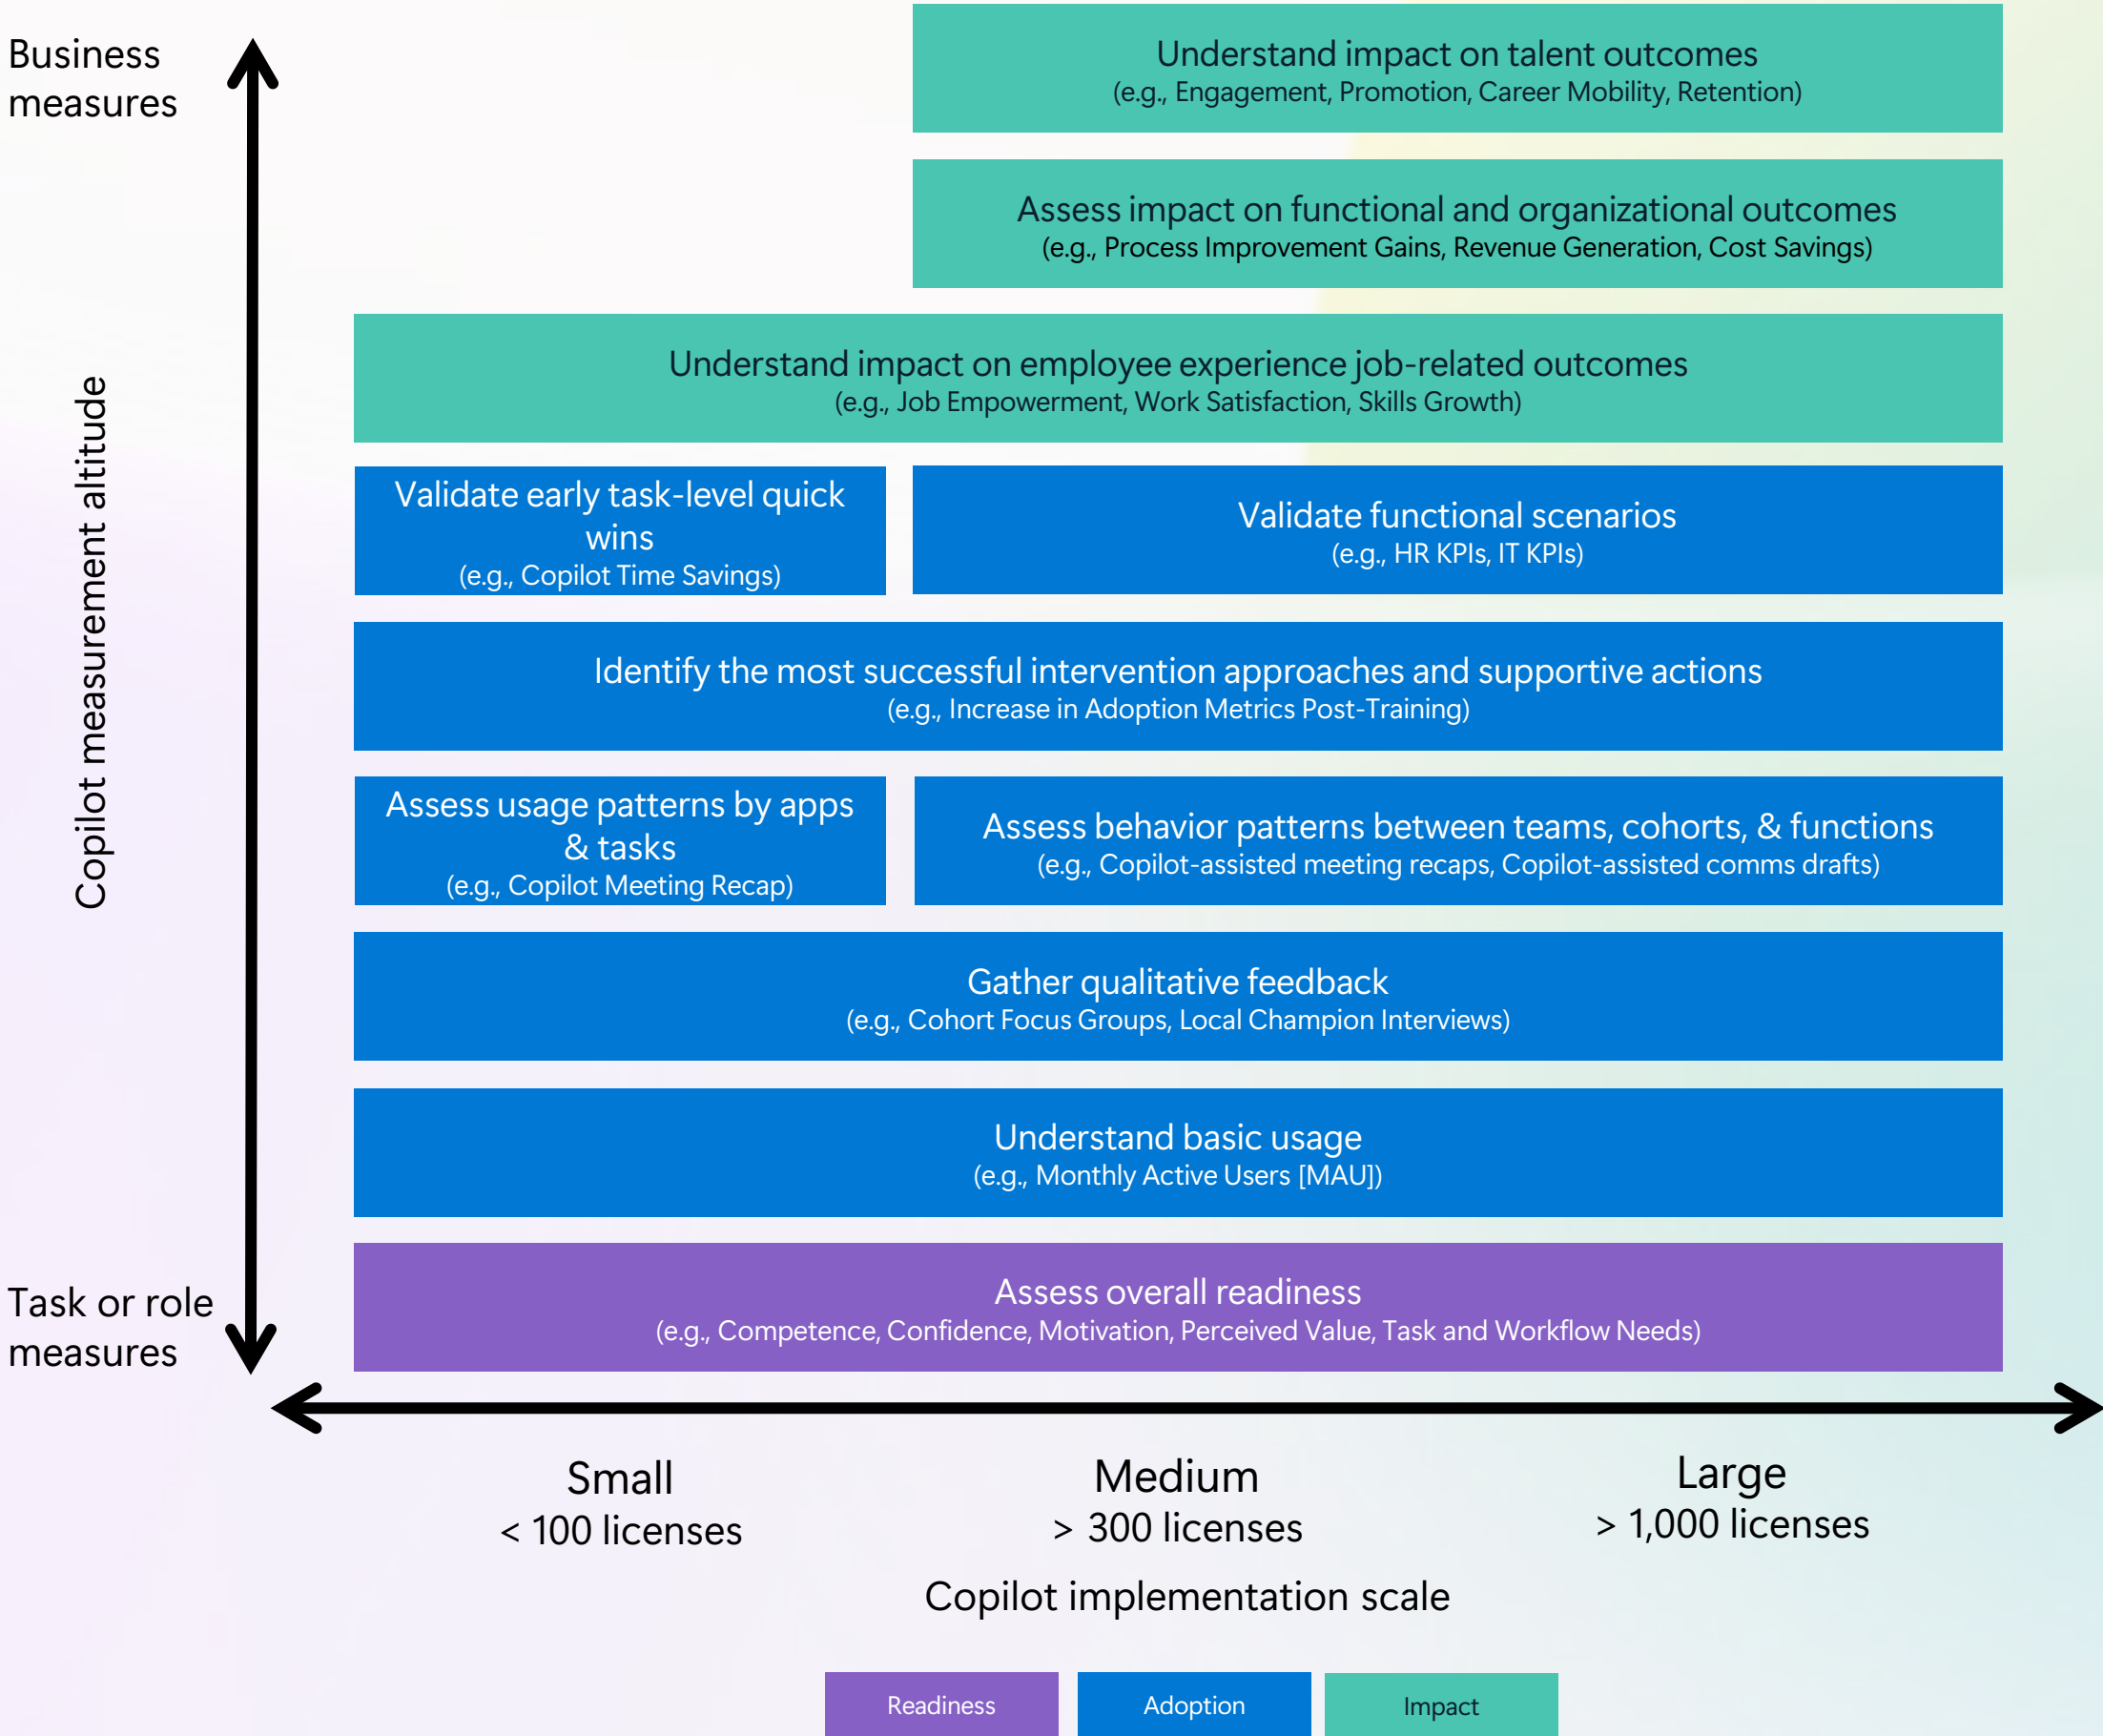 Business
measures
Understand impact on talent outcomes
(e.g., Engagement, Promotion, Career Mobility, Retention)
Assess impact on functional and organizational outcomes
(e.g., Process Improvement Gains, Revenue Generation, Cost Savings)
Understand impact on employee experience job-related outcomes
(e.g., Job Empowerment, Work Satisfaction, Skills Growth)
Copilot measurement altitude
Validate early task-level quick
wins
(e.g., Copilot Time Savings)
Validate functional scenarios
(e.g., HR KPIs, IT KPIs)
Identify the most successful intervention approaches and supportive actions
(e.g., Increase in Adoption Metrics Post-Training)
Assess usage patterns by apps
& tasks
(e.g., Copilot Meeting Recap)
Assess behavior patterns between teams, cohorts, & functions
(e.g., Copilot-assisted meeting recaps, Copilot-assisted comms drafts)
Gather qualitative feedback
(e.g., Cohort Focus Groups, Local Champion Interviews)
Understand basic usage
(e.g., Monthly Active Users [MAU])
Assess overall readiness
(e.g., Competence, Confidence, Motivation, Perceived Value, Task and Workflow Needs)
Task or role
measures
Small
< 100 licenses
Medium
> 300 licenses
Large
> 1,000 licenses
Copilot implementation scale
Readiness
Adoption
Impact